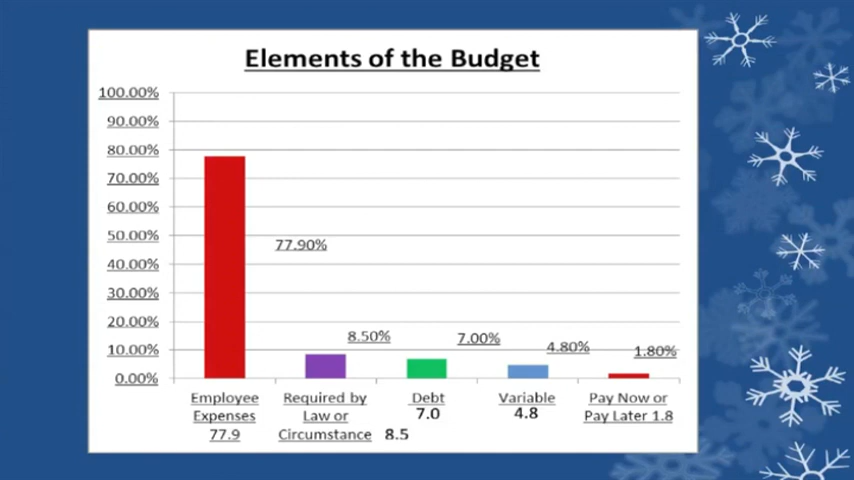 Elements of the Budget
100.00%
90.00%
80.00%
70.00%
60.00%
50.00%
40.00%
30.00%
20.00%
10.00%
0.00%
77.90%
8.50%
7.00%
4.80%
1.80%
Employee
Expenses
77.9
Required by
Law or
Circumstance 8.5
Debt
7.0
Variable
4.8
Pay Now or
Pay Later 1.8